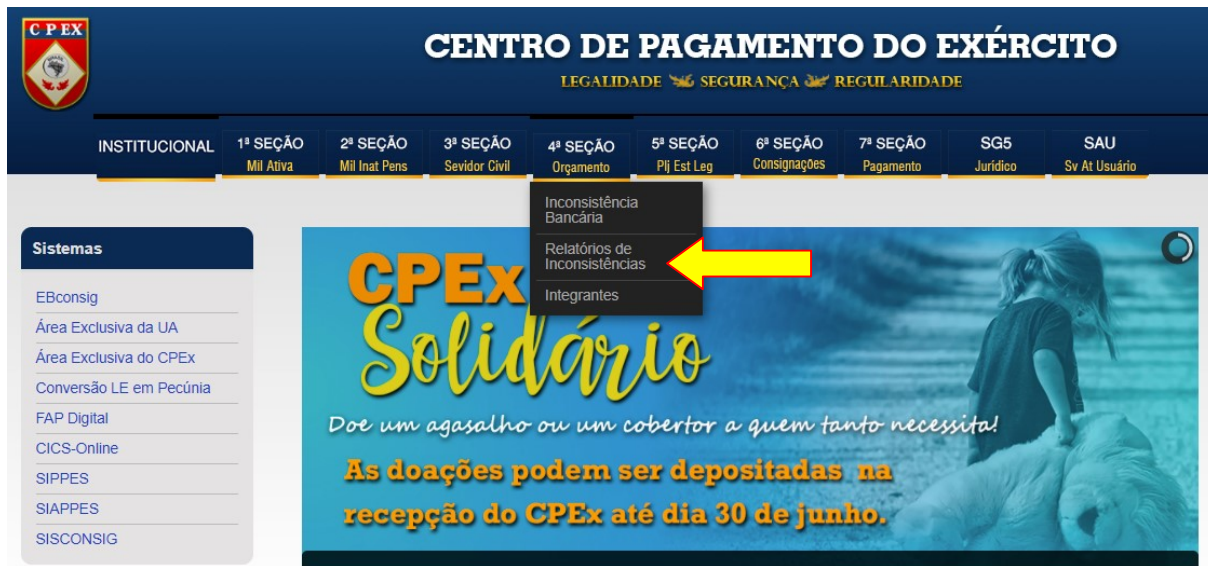 C P EX
CENTRO DE PAGAMENTO DO EXÉRCITO
LEGALIDADE SEGURANÇA REGULARIDADE
INSTITUCIONAL
1ª SEÇÃO
Mil Ativa
2ª SEÇÃO
Mil Inat Pens
3ª SEÇÃO
Sevidor Civil
4ª SEÇÃO
Orçamento
5ª SEÇÃO
Plj Est Leg
6ª SEÇÃO
Consignações
7ª SEÇÃO
Pagamento
SG5
Jurídico
SAU
Sv At Usuário
Inconsistência
Bancária
Relatórios de
Inconsistências
Integrantes
Sistemas
EBconsig
Área Exclusiva da UA
Área Exclusiva do CPEx
Conversão LE em Pecúnia
FAP Digital
CICS-Online
SIPPES
SIAPPES
SISCONSIG
CPEx
Solidário
Doe um agasalho ou um cobertor a quem tanto necessita!
As doações podem ser depositadas na
recepção do CPEx até dia 30 de junho.